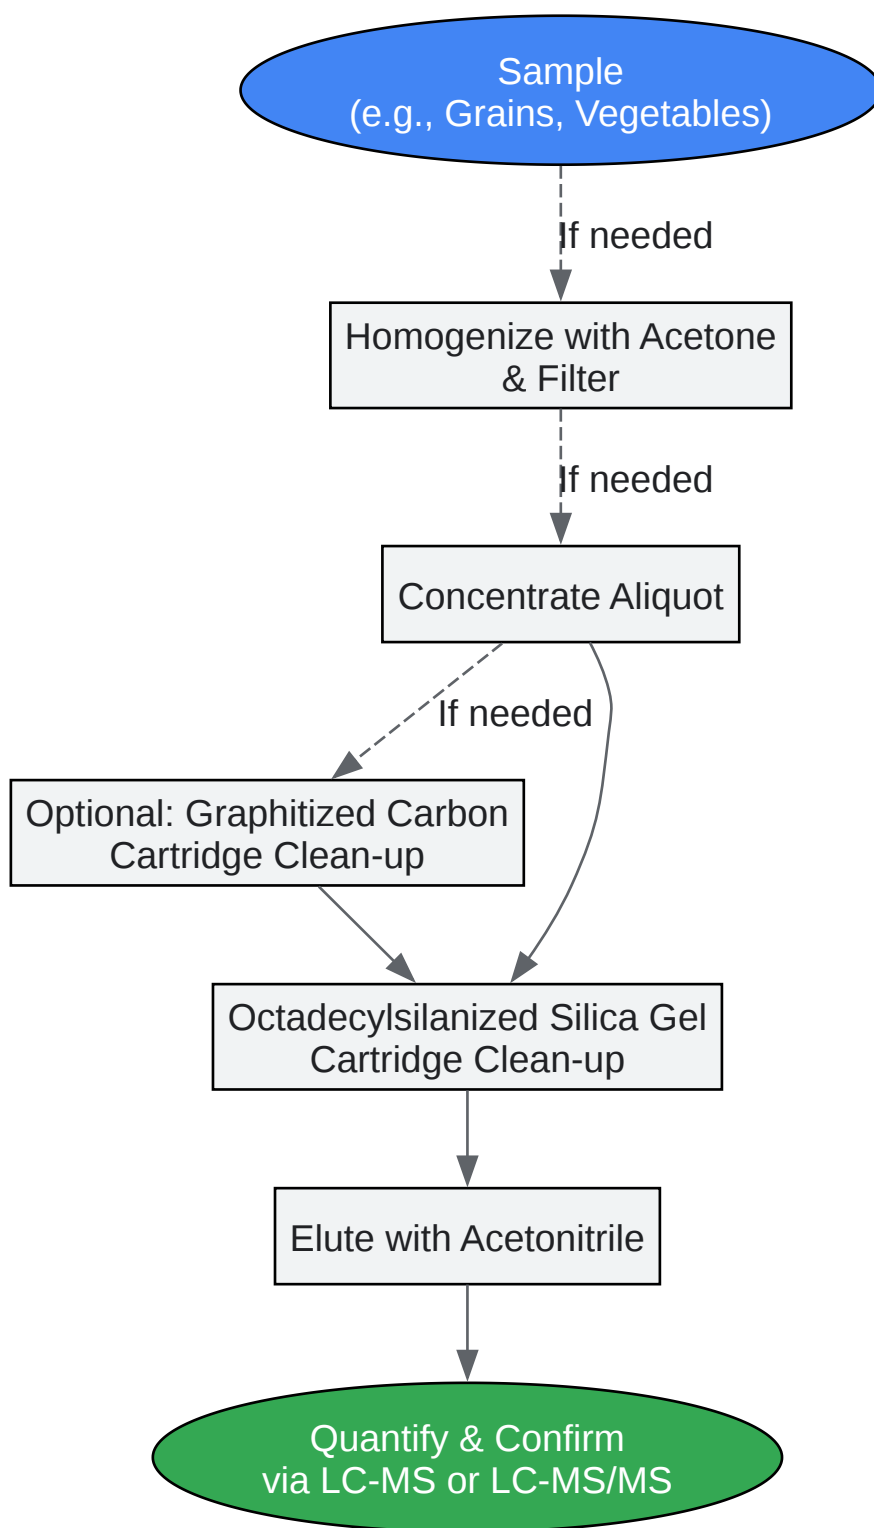 Sample
(e.g., Grains, Vegetables)
If needed
Homogenize with Acetone
& Filter
If needed
Concentrate Aliquot
If needed
Optional: Graphitized Carbon
Cartridge Clean-up
Octadecylsilanized Silica Gel
Cartridge Clean-up
Elute with Acetonitrile
Quantify & Confirm
via LC-MS or LC-MS/MS